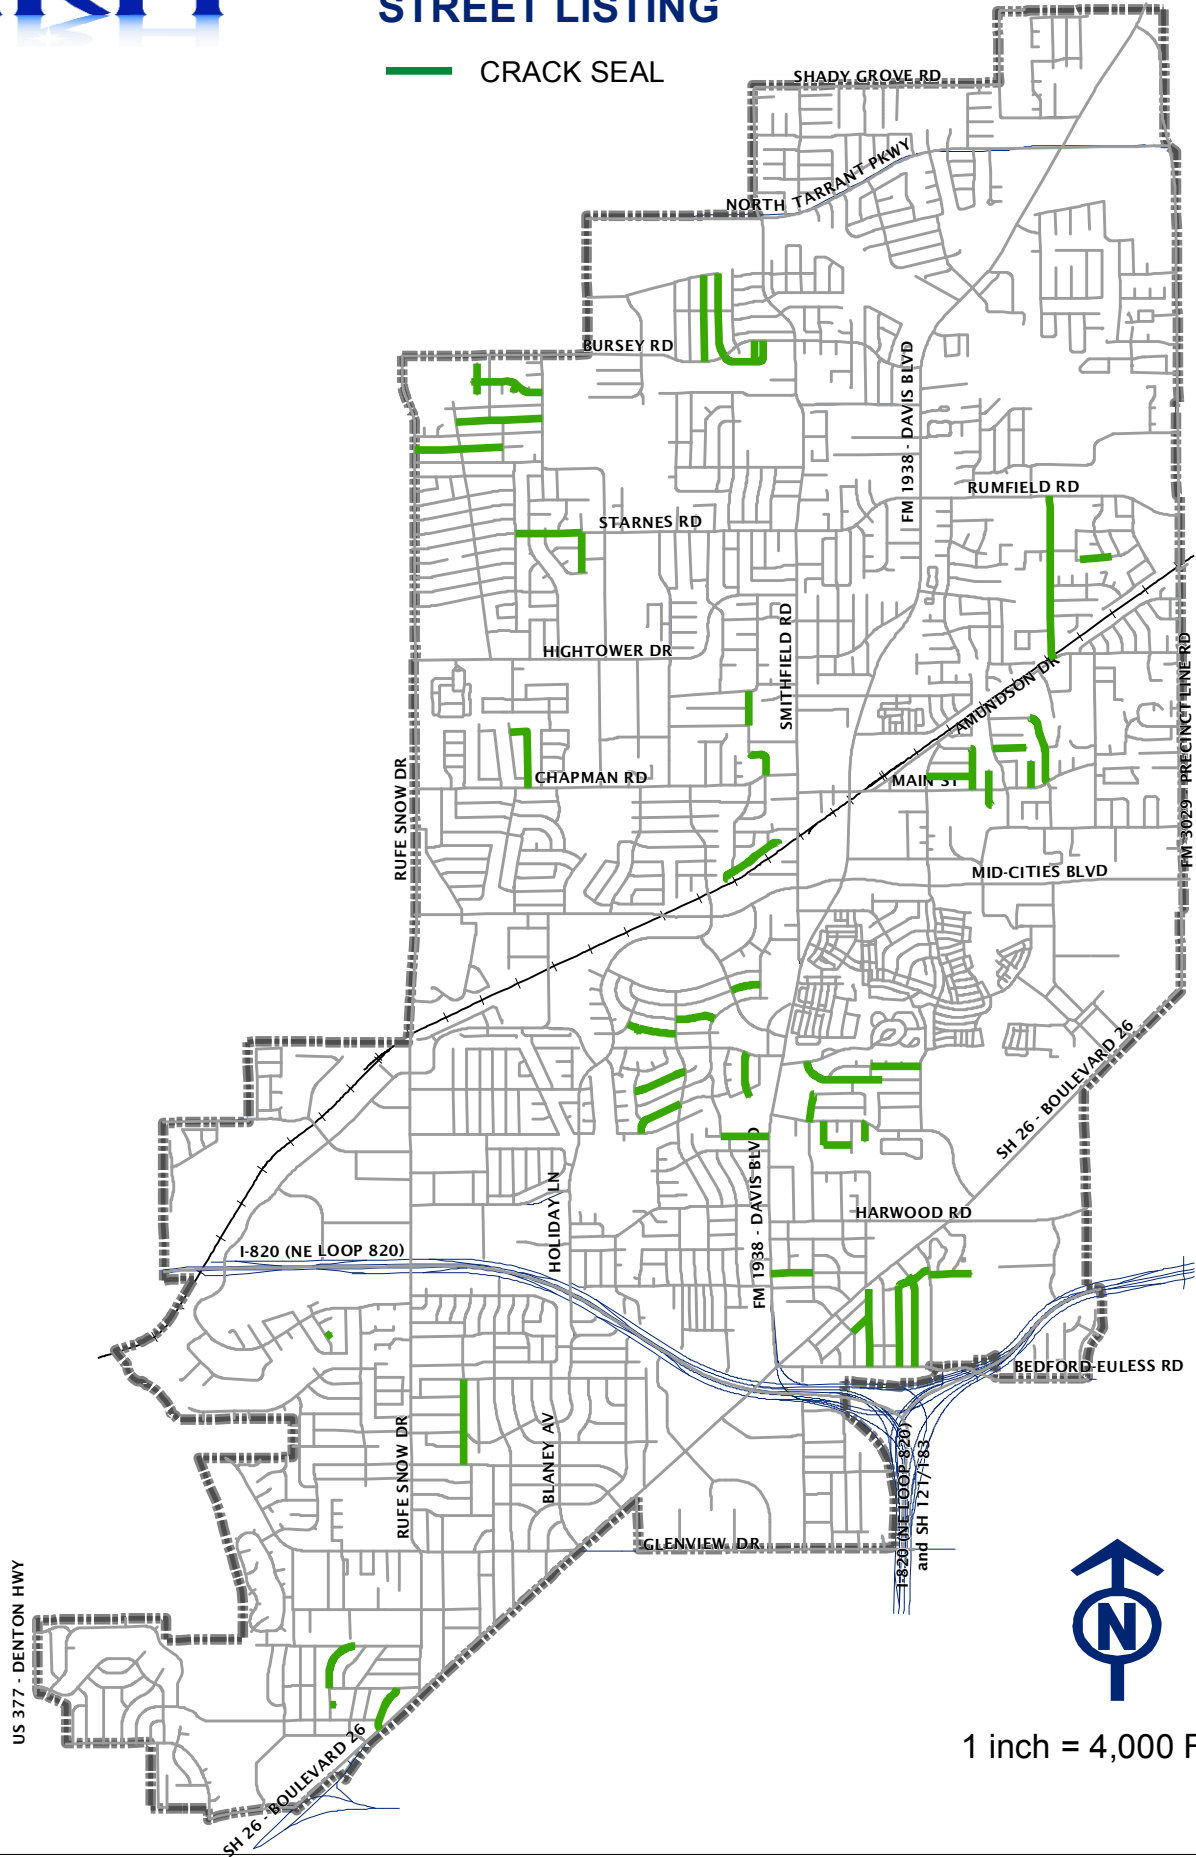 STREET LISTING
CRACK SEAL
SHADY GROVE RD
NORTH TARRANT PKWY
BURSEY RD
FM 1938 - DAVIS BLVD
RUMFIELD RD
STARNES RD
SMITHFIELD RD
HIGHTOWER DR
AMUNDSON DR
FM 3029 - PRECINCT LINE RD
RUFE SNOW DR
CHAPMAN RD
MAIN ST
MID-CITIES BLVD
SH 26 - BOULEVARD 26
HOLIDAY LN
FM 1938 - DAVIS BLVD
HARWOOD RD
I-820 (NE LOOP 820)
BEDFORD-EULESS RD
RUFE SNOW DR
BLANEY AV
I-820 (NE LOOP 820)
and SH 121/183
GLENVIEW DR
US 377 - DENTON HWY
SH 26 - BOULEVARD 26
N
1 inch = 4,000 F